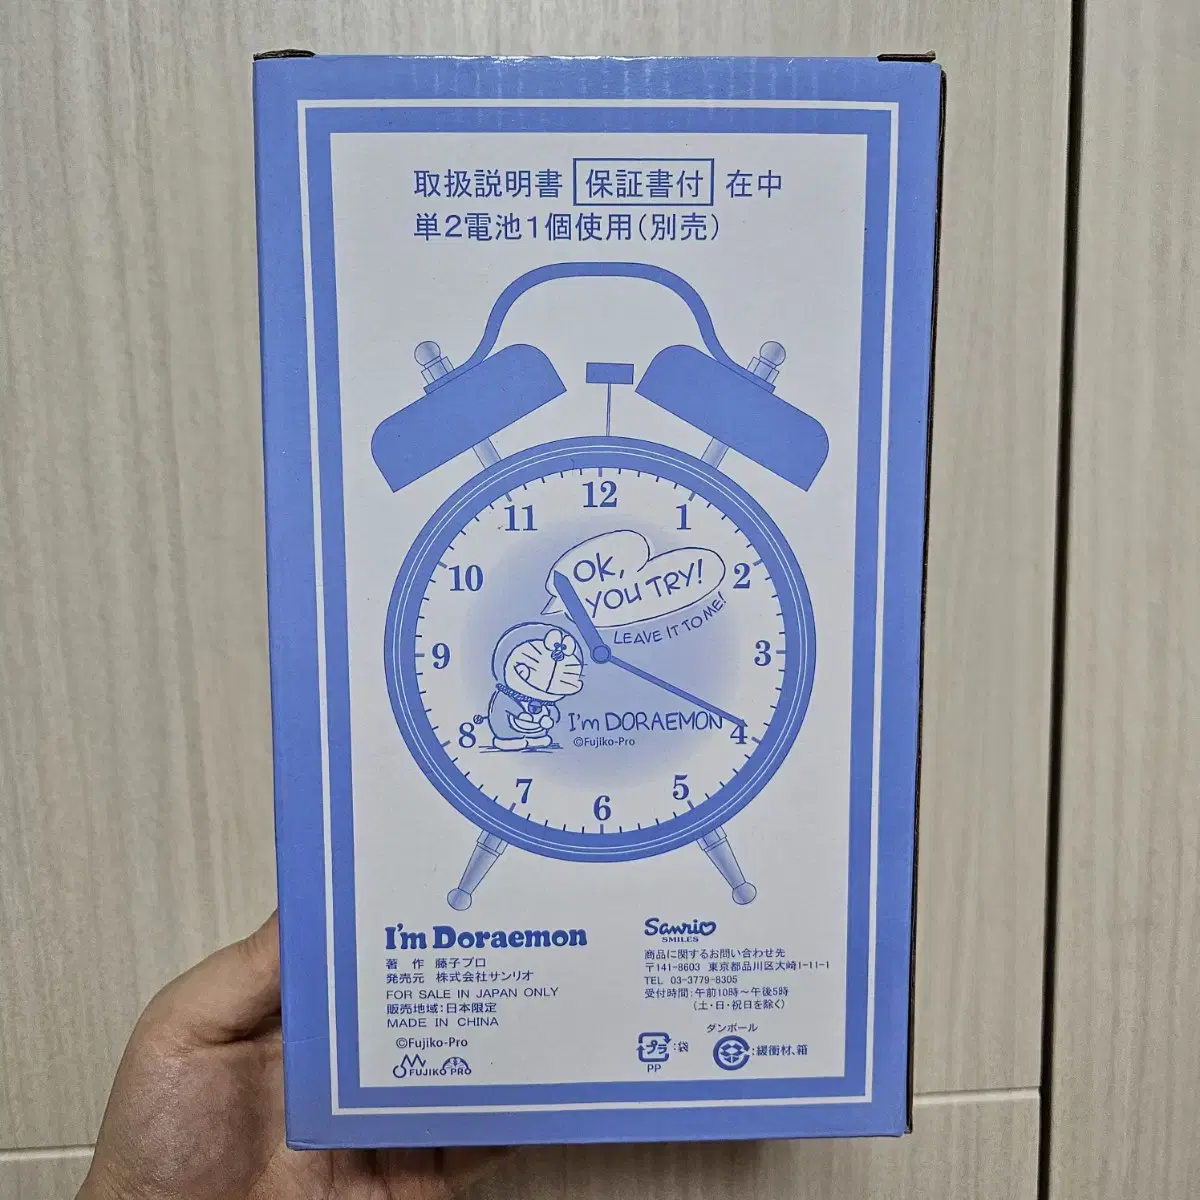 取扱説明書 保証書付 在中
単2電池1個使用(別売)
12
11
1
10
2
9
3
8
4
7
5
6
OK,
YOU TRY!
LEAVE IT TO ME!
I'm DORAEMON
©Fujiko-Pro
I'm Doraemon
著 作 藤子プロ
発売元 株式会社サンリオ
FOR SALE IN JAPAN ONLY
販売地域:日本限定
MADE IN CHINA
©Fujiko-Pro
FUJIKO PRO
Sanrio
SMILES
商品に関するお問い合わせ先
〒141-8603 東京都品川区大崎1-11-1
TEL 03-3779-8305
受付時間:午前10時〜午後5時
(土・日・祝日を除く)
プラ :袋
PP
ダンボール
:緩衝材、箱